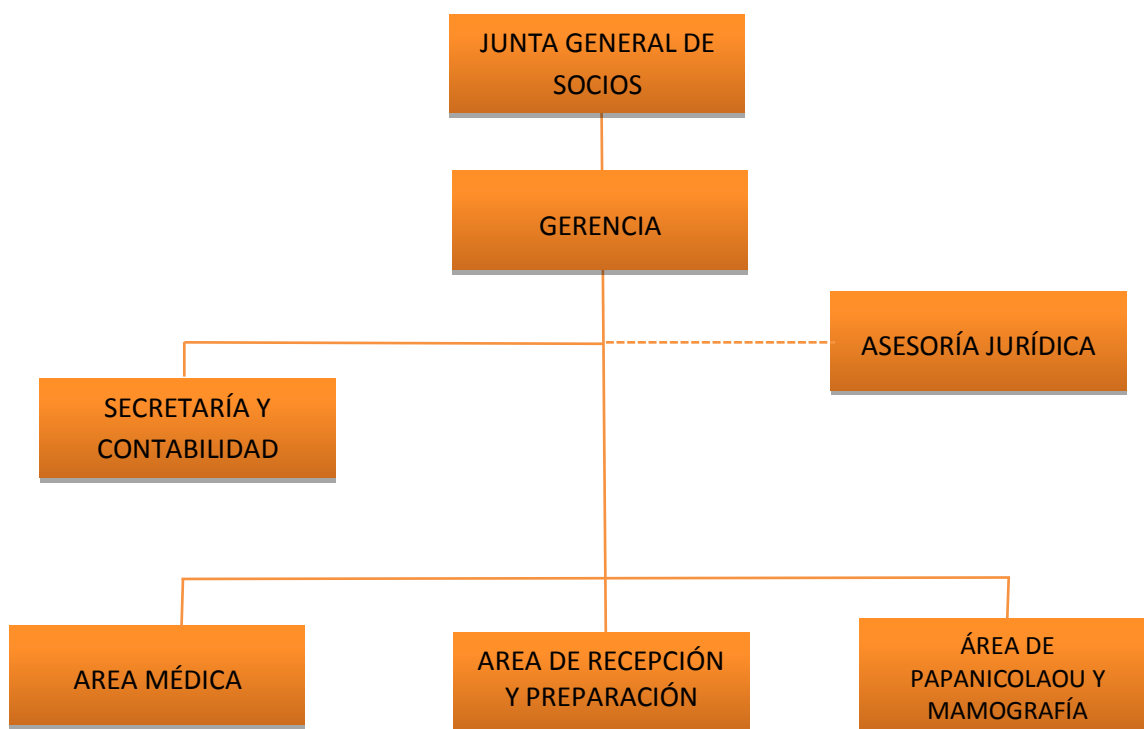 JUNTA GENERAL DE
SOCIOS
GERENCIA
ASESORÍA JURÍDICA
SECRETARÍA Y
CONTABILIDAD
AREA MÉDICA
AREA DE RECEPCIÓN
Y PREPARACIÓN
ÁREA DE
PAPANICOLAOU Y
MAMOGRAFÍA